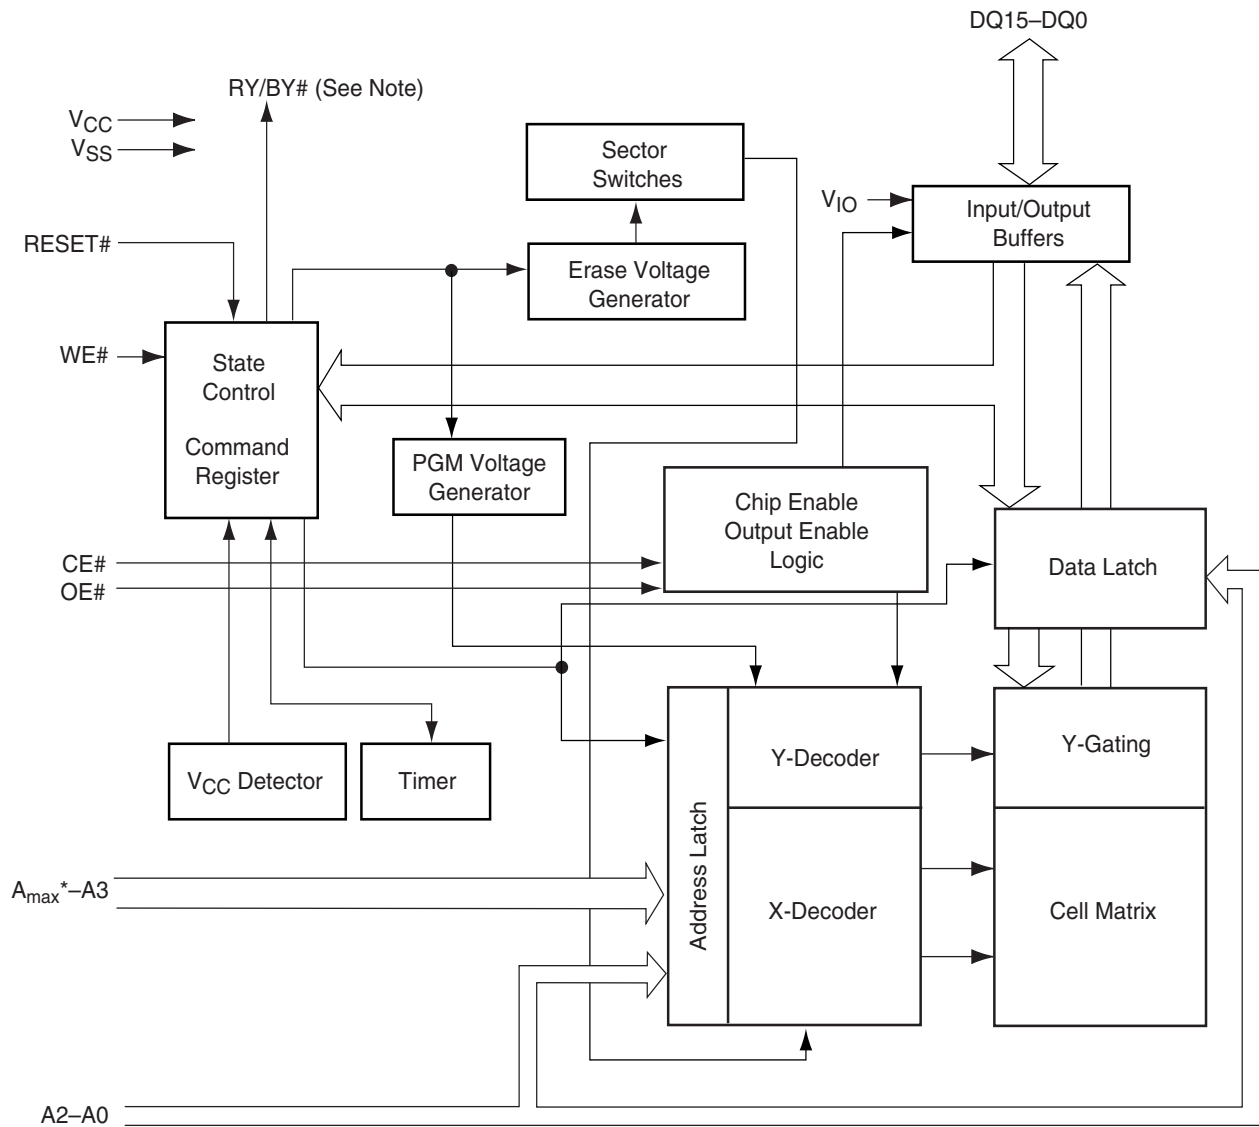 DQ15–DQ0
RY/BY# (See Note)
VCC
VSS
Sector
Switches
VIO
Input/Output
Buffers
RESET#
Erase Voltage
Generator
WE#
State
Control
Command
Register
PGM Voltage
Generator
Chip Enable
Output Enable
Logic
CE#
OE#
Data Latch
Y-Decoder
Y-Gating
VCC Detector
Timer
Address Latch
Amax*–A3
X-Decoder
Cell Matrix
A2–A0